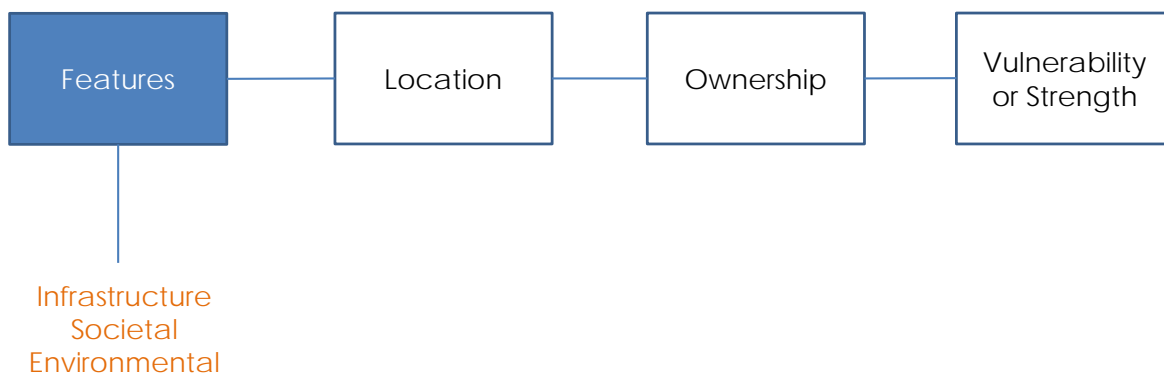 Features
Location
Ownership
Vulnerability
or Strength
Infrastructure
Societal
Environmental